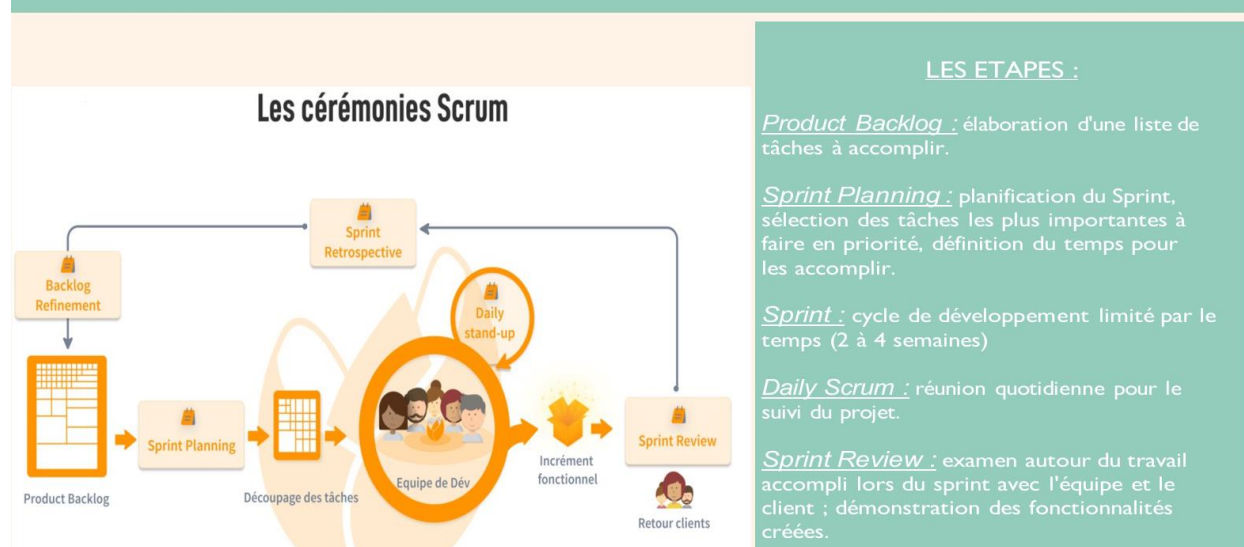 Les cérémonies Scrum
Sprint
Retrospective
Backlog
Refinement
Daily
stand-up
Sprint Planning
Sprint Review
Product Backlog
Découpage des tâches
Equipe de Dév
Incrément
fonctionnel
Retour clients
LES ETAPES :
Product Backlog : élaboration d'une liste de
tâches à accomplir.
Sprint Planning : planification du Sprint,
sélection des tâches les plus importantes à
faire en priorité, définition du temps pour
les accomplir.
Sprint : cycle de développement limité par le
temps (2 à 4 semaines)
Daily Scrum : réunion quotidienne pour le
suivi du projet.
Sprint Review : examen autour du travail
accompli lors du sprint avec l'équipe et le
client ; démonstration des fonctionnalités
créées.